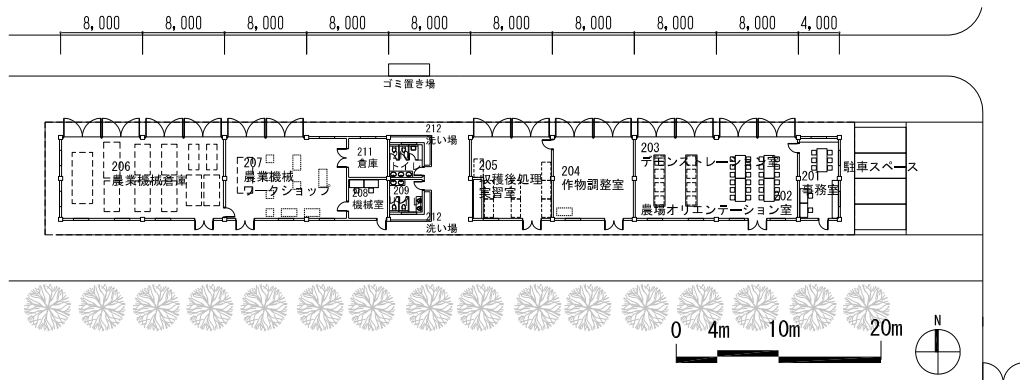 8,000 8,000 8,000 8,000 8,000 8,000 8,000 8,000 8,000 4,000
ゴミ置き場
212
洗い場
206
農業機械倉庫
207
農業機械
ワークショップ
211
倉庫
208
機械室
トイレ
209
212
洗い場
205
収穫後処理
実習室
204
作物調整室
203
デモンストレーション室
202
農場オリエンテーション室
201
事務室
駐車スペース
0 4m 10m 20m
N